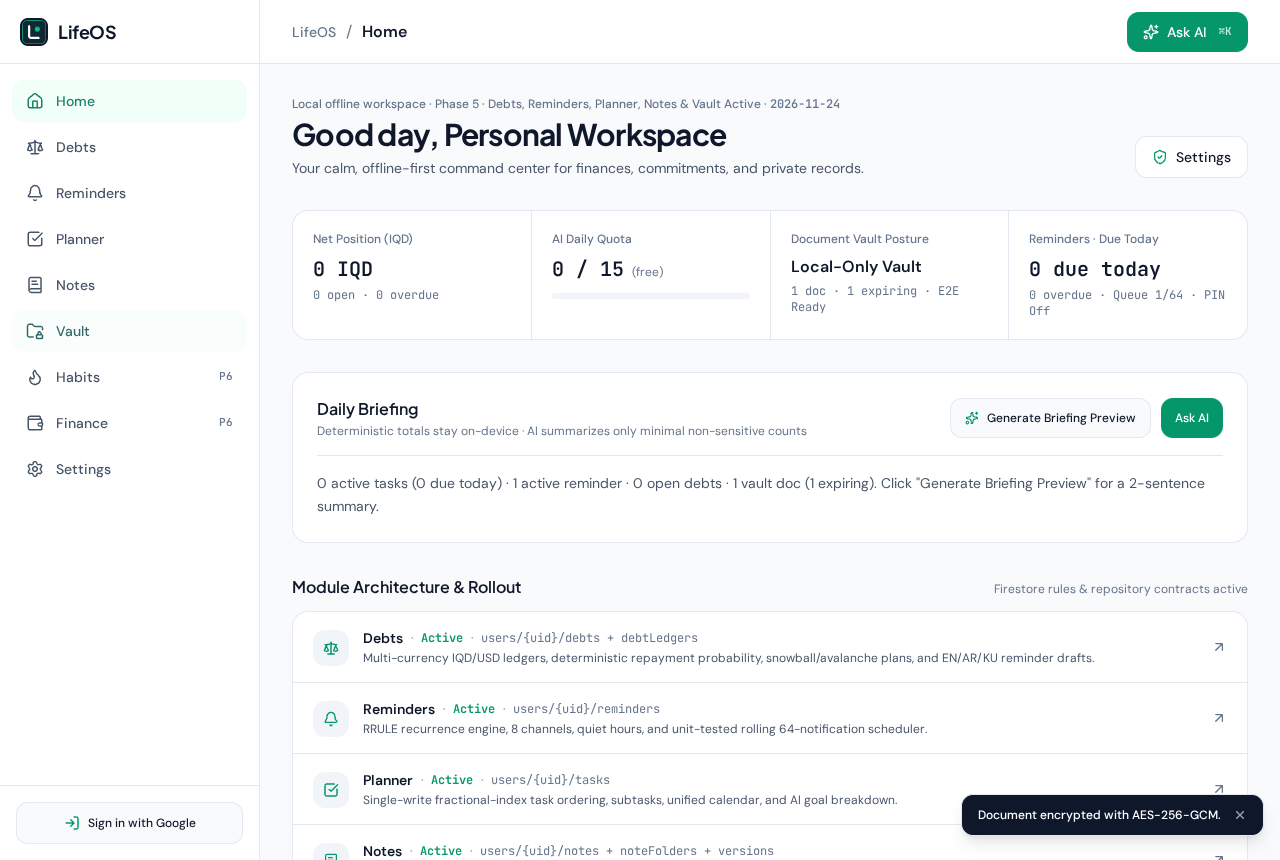 LifeOS
LifeOS / Home
Ask AI ⌘K
Home
Debts
Reminders
Planner
Notes
Vault
Habits P6
Finance P6
Settings
Sign in with Google
Local offline workspace · Phase 5 · Debts, Reminders, Planner, Notes & Vault Active · 2026-11-24
Good day, Personal Workspace
Your calm, offline-first command center for finances, commitments, and private records.
Settings
Net Position (IQD)
0 IQD
0 open · 0 overdue
AI Daily Quota
0 / 15 (free)
Document Vault Posture
Local-Only Vault
1 doc · 1 expiring · E2E
Ready
Reminders · Due Today
0 due today
0 overdue · Queue 1/64 · PIN
Off
Daily Briefing
Deterministic totals stay on-device · AI summarizes only minimal non-sensitive counts
Generate Briefing Preview
Ask AI
0 active tasks (0 due today) · 1 active reminder · 0 open debts · 1 vault doc (1 expiring). Click "Generate Briefing Preview" for a 2-sentence
summary.
Module Architecture & Rollout
Firestore rules & repository contracts active
Debts · Active · users/{uid}/debts + debtLedgers
Multi-currency IQD/USD ledgers, deterministic repayment probability, snowball/avalanche plans, and EN/AR/KU reminder drafts.
Reminders · Active · users/{uid}/reminders
RRULE recurrence engine, 8 channels, quiet hours, and unit-tested rolling 64-notification scheduler.
Planner · Active · users/{uid}/tasks
Single-write fractional-index task ordering, subtasks, unified calendar, and AI goal breakdown.
Notes · Active · users/{uid}/notes + noteFolders + versions
Document encrypted with AES-256-GCM.